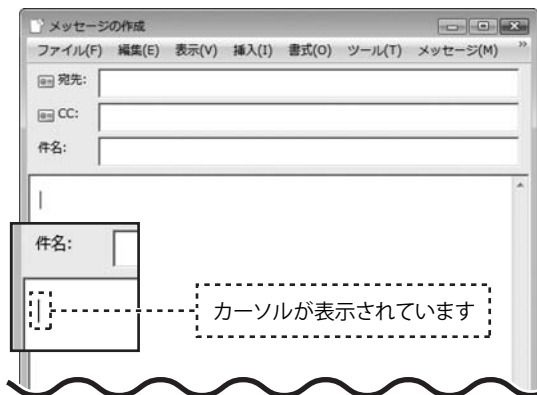 メッセージの作成
ファイル(F) 編集(E) 表示(V) 挿入(I) 書式(O) ツール(T) メッセージ(M) »
宛先:
CC:
件名:
件名:
カーソルが表示されています